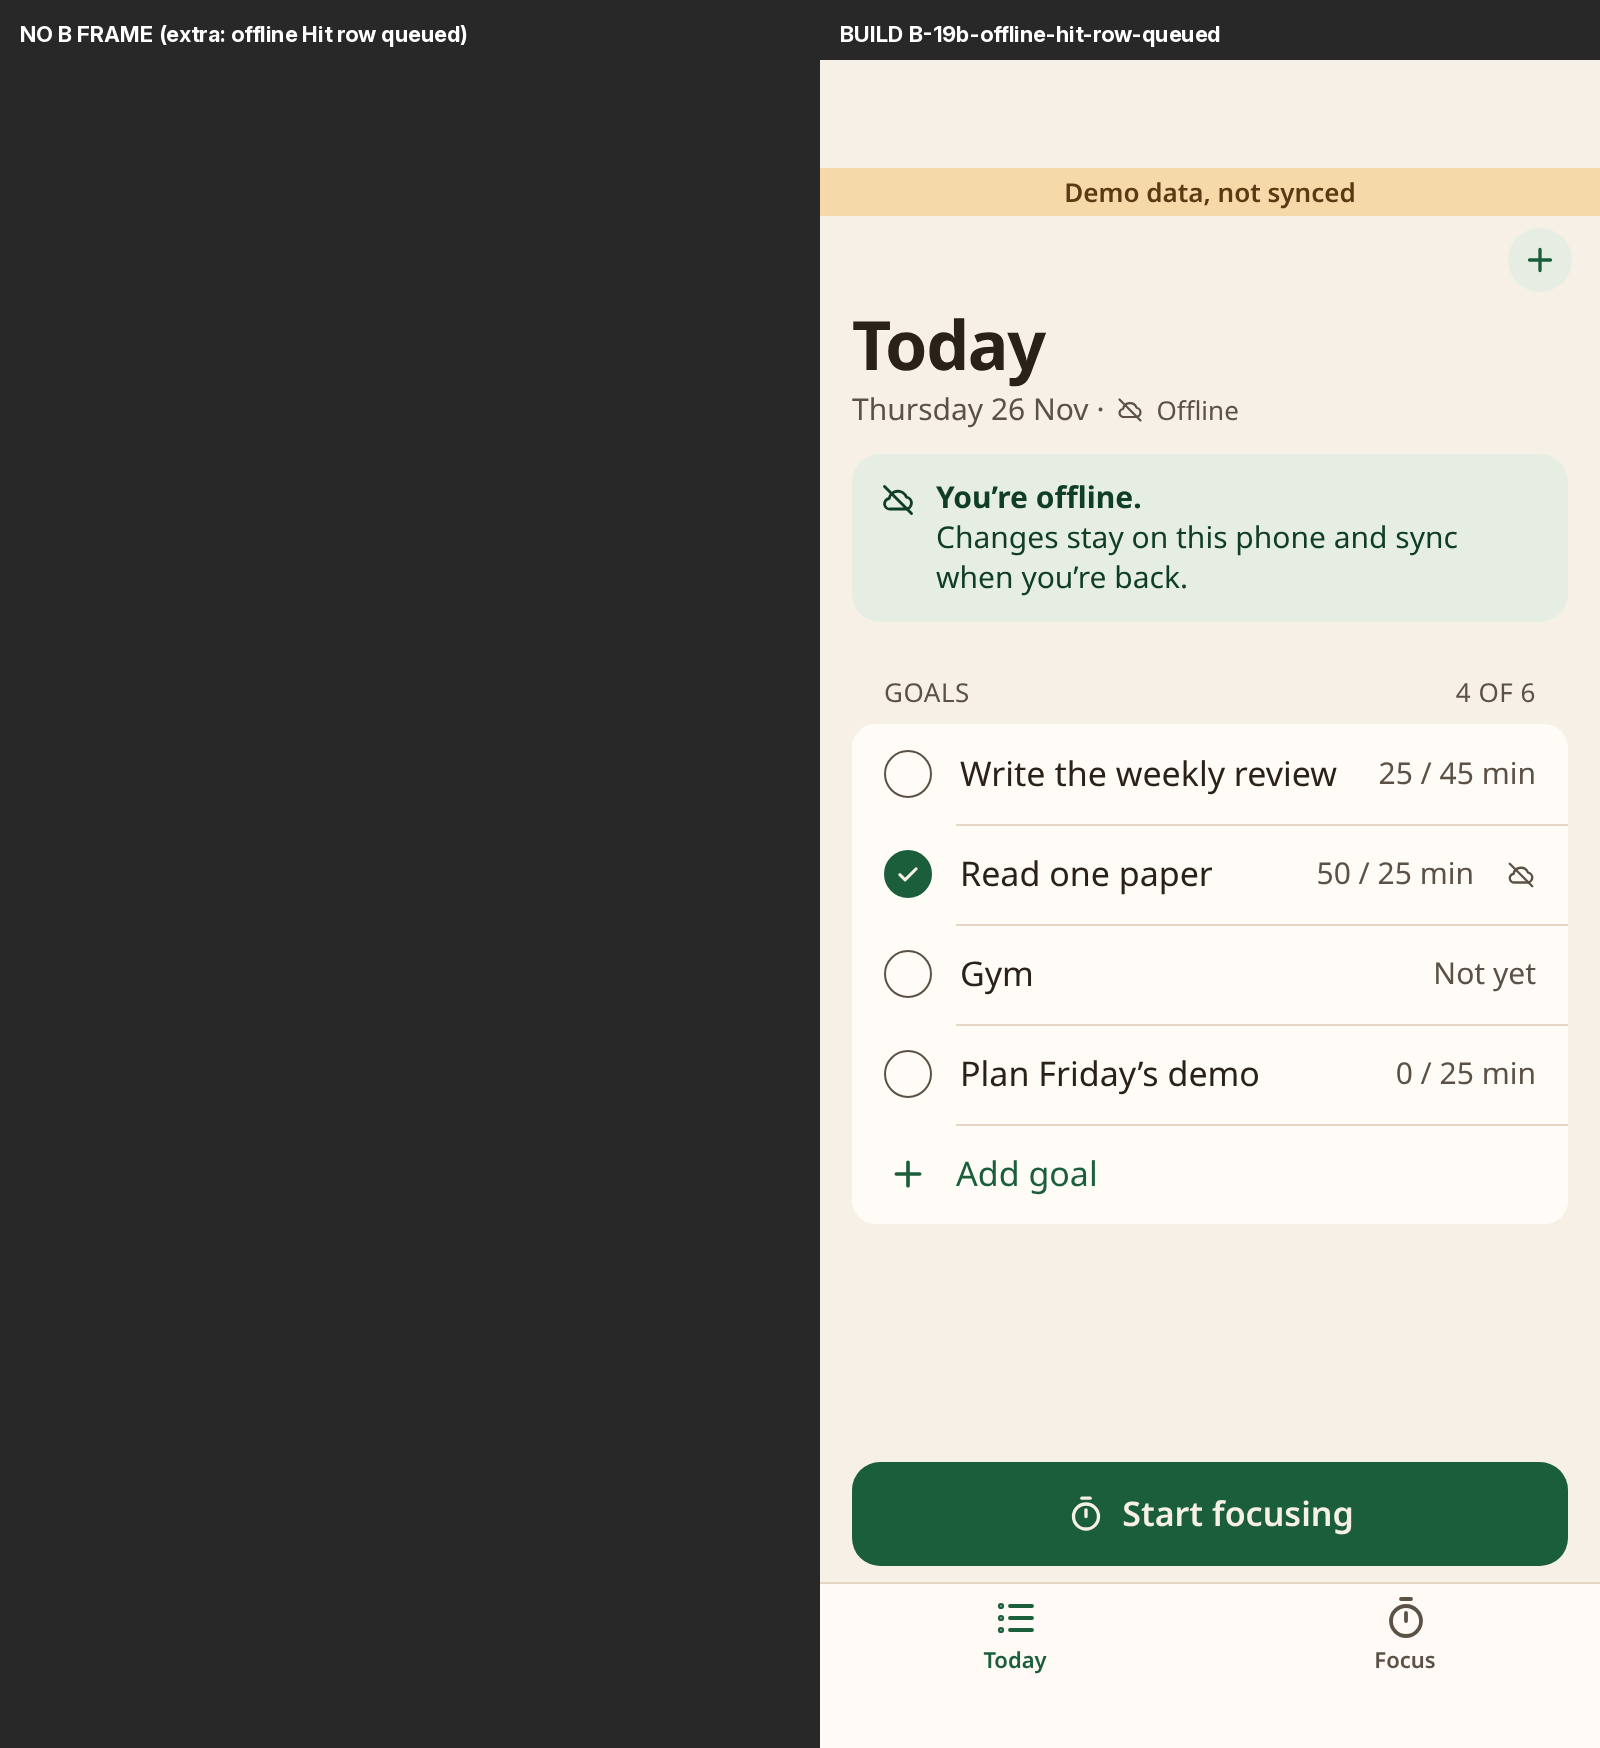 NO B FRAME (extra: offline Hit row queued)
BUILD B-19b-offline-hit-row-queued
Demo data, not synced
Today
Thursday 26 Nov · Offline
You’re offline.
Changes stay on this phone and sync
when you’re back.
GOALS 4 OF 6
Write the weekly review 25 / 45 min
Read one paper 50 / 25 min
Gym Not yet
Plan Friday’s demo 0 / 25 min
Add goal
Start focusing
Today Focus